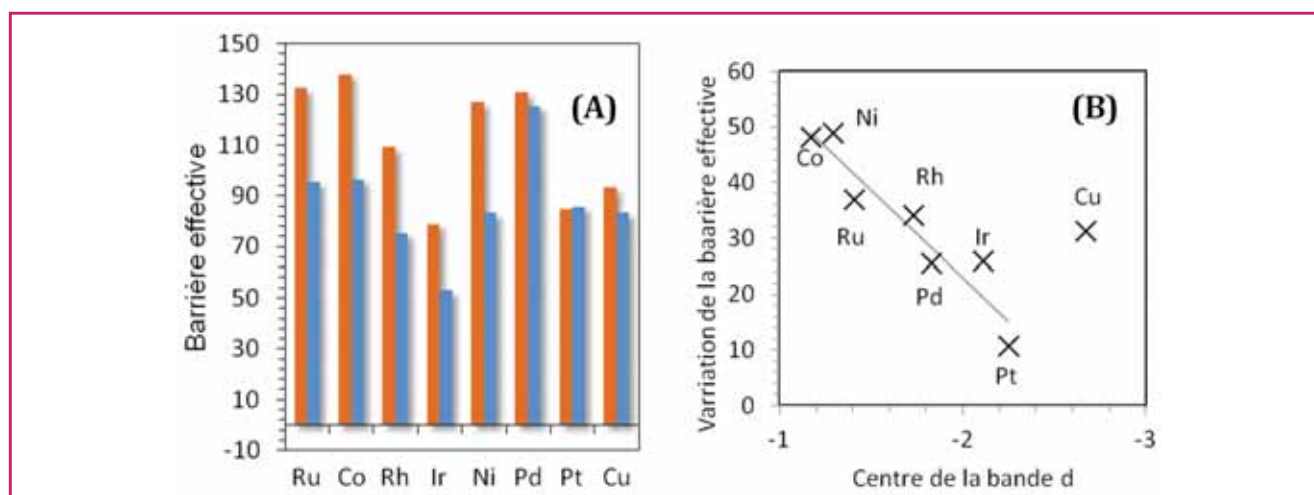 (A)
Barrière effective
150
130
110
90
70
50
30
10
-10
Ru Co Rh Ir Ni Pd Pt Cu
(B)
Varriation de la baarière effective
60
50
40
30
20
10
0
Ni
Co
Rh
Cu
Ru
Ir
Pd
Pt
-1 -2 -3
Centre de la bande d